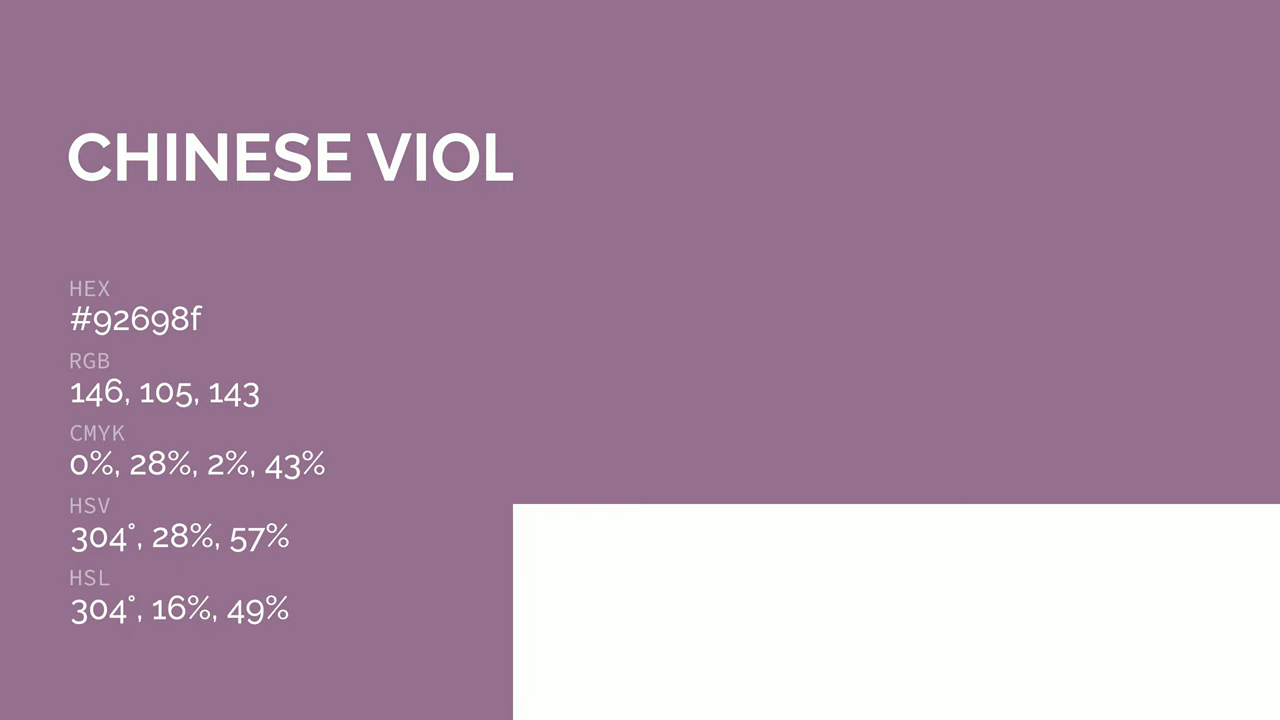 CHINESE VIOL
HEX
#92698f
RGB
146, 105, 143
CMYK
0%, 28%, 2%, 43%
HSV
304°, 28%, 57%
HSL
304°, 16%, 49%